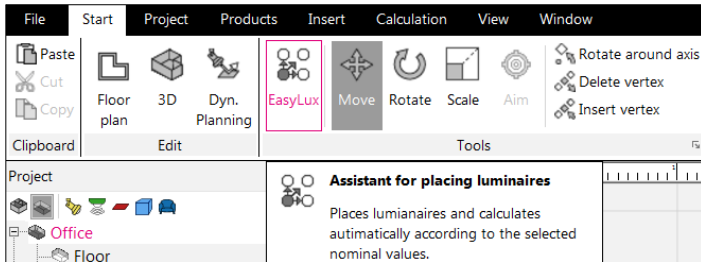 File Start Project Products Insert Calculation View Window
Paste
Cut
Copy
Floor plan
3D
Dyn. Planning
EasyLux
Move
Rotate
Scale
Aim
Rotate around axis
Delete vertex
Insert vertex
Clipboard Edit Tools
Project
Office
Floor
Assistant for placing luminaires
Places lumianaires and calculates
autimatically according to the selected
nominal values.
1